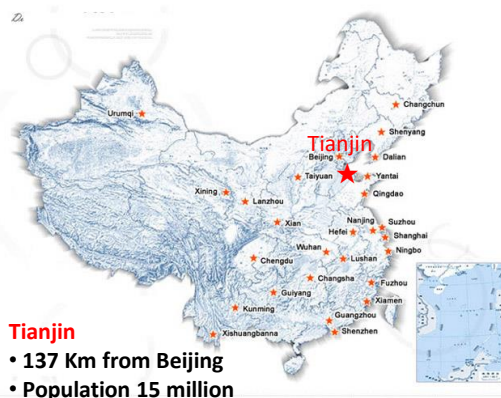 Changchun
Urumqi
Shenyang
Tianjin
Beijing
Dalian
Taiyuan
Yantai
Xining
Qingdao
Lanzhou
Xian
Nanjing
Suzhou
Hefei
Shanghai
Wuhan
Ningbo
Chengdu
Lushan
Changsha
Fuzhou
Guiyang
Xiamen
Kunming
Guangzhou
Xishuangbanna
Shenzhen
Tianjin
• 137 Km from Beijing
• Population 15 million